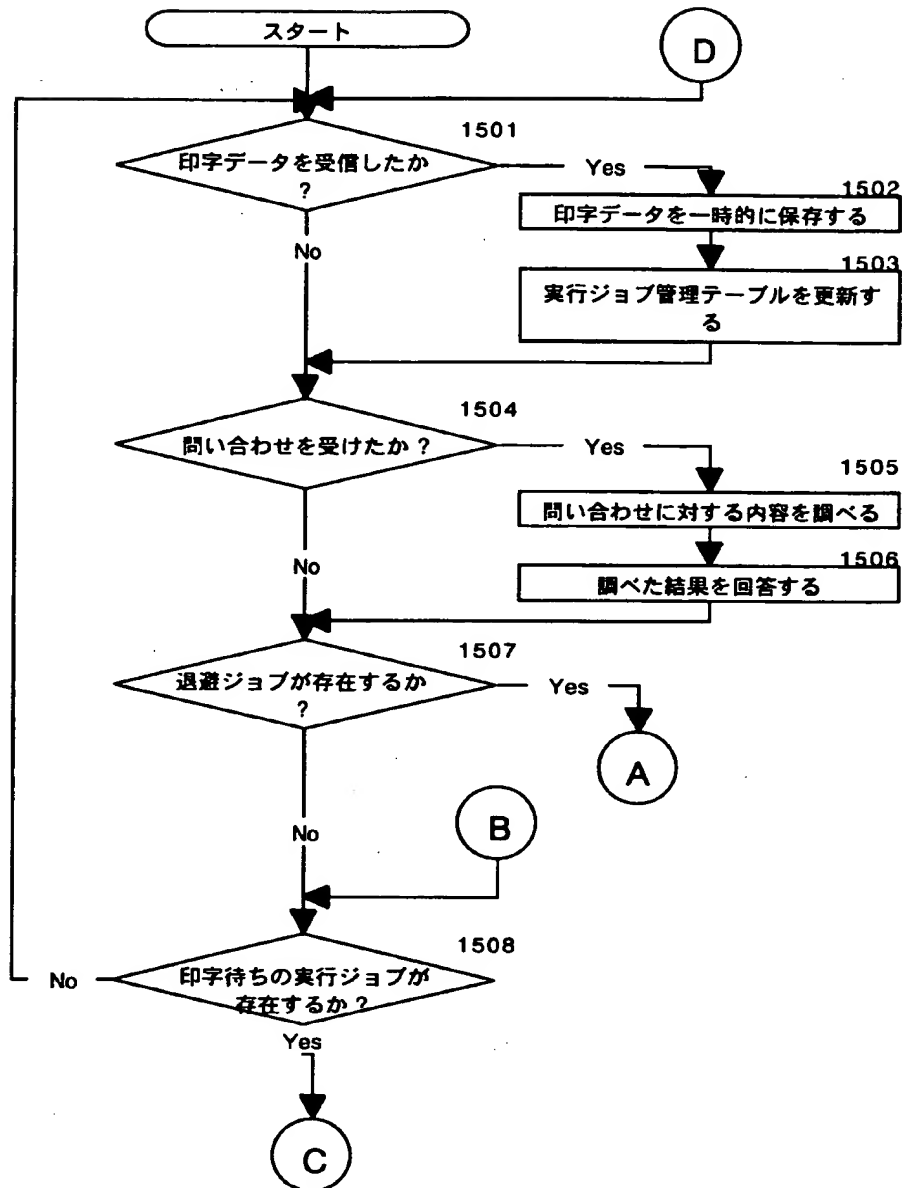 スタート
D
1501
印字データを受信したか
?
Yes
1502
印字データを一時的に保存する
No
1503
実行ジョブ管理テーブルを更新す
る
1504
問い合わせを受けたか ?
Yes
1505
問い合わせに対する内容を調べる
No
1506
調べた結果を回答する
1507
退避ジョブが存在するか
?
Yes
A
B
No
1508
印字待ちの実行ジョブが
存在するか ?
No
Yes
C